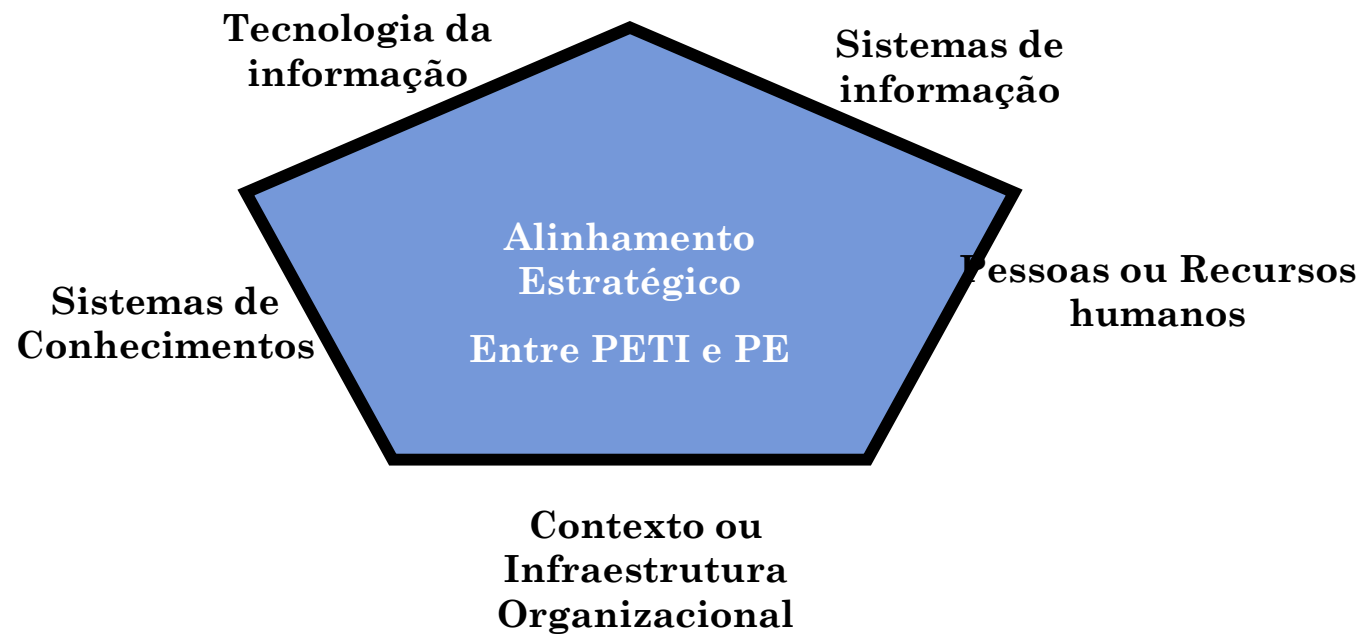 Tecnologia da
informação
Sistemas de
informação
Alinhamento
Estratégico
Entre PETI e PE
Pessoas ou Recursos
humanos
Sistemas de
Conhecimentos
Contexto ou
Infraestrutura
Organizacional